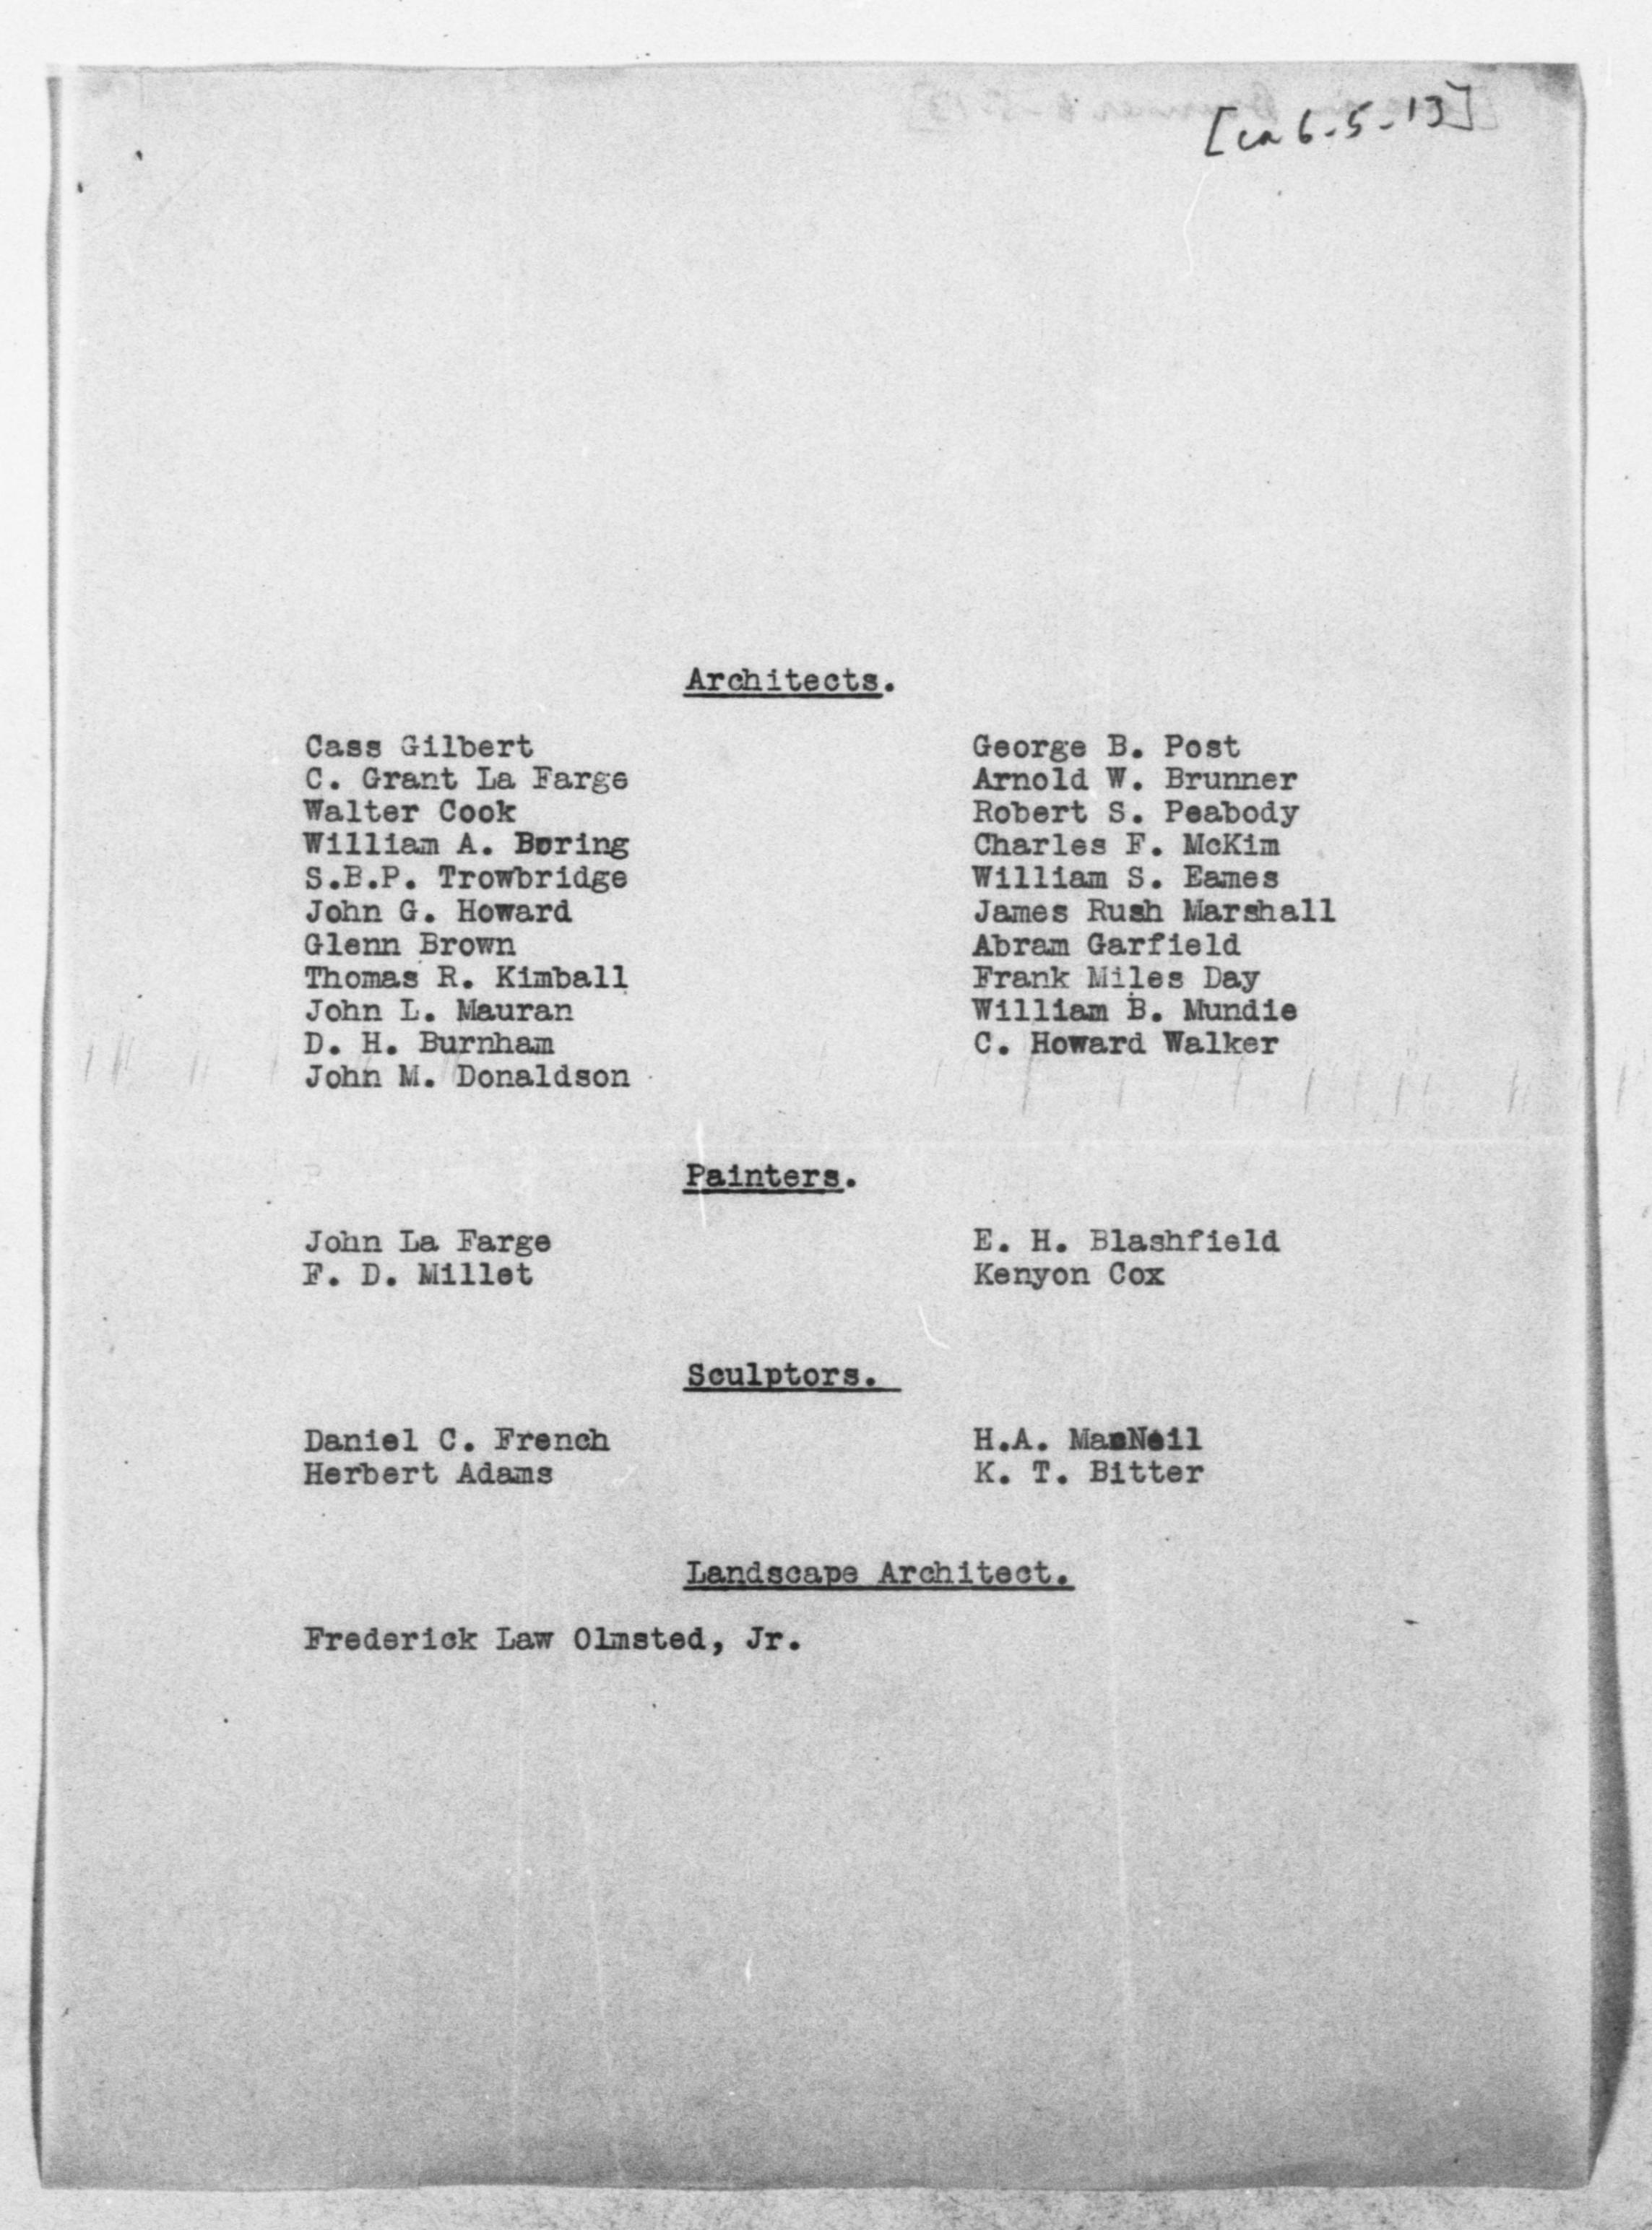 [ca 6-5-13]
Architects.
Cass Gilbert
C. Grant La Farge
Walter Cook
William A. Boring
S.B.P. Trowbridge
John G. Howard
Glenn Brown
Thomas R. Kimball
John L. Mauran
D. H. Burnham
John M. Donaldson
George B. Post
Arnold W. Brunner
Robert S. Peabody
Charles F. McKim
William S. Eames
James Rush Marshall
Abram Garfield
Frank Miles Day
William B. Mundie
C. Howard Walker
Painters.
John La Farge
F. D. Millet
E. H. Blashfield
Kenyon Cox
Sculptors.
Daniel C. French
Herbert Adams
H.A. MacNeil
K. T. Bitter
Landscape Architect.
Frederick Law Olmsted, Jr.